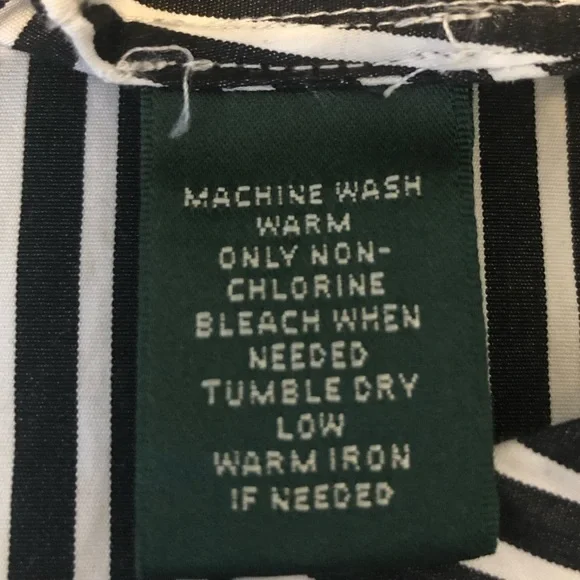 MACHINE WASH
WARM
ONLY NON-
CHLORINE
BLEACH WHEN
NEEDED
TUMBLE DRY
LOW
WARM IRON
IF NEEDED